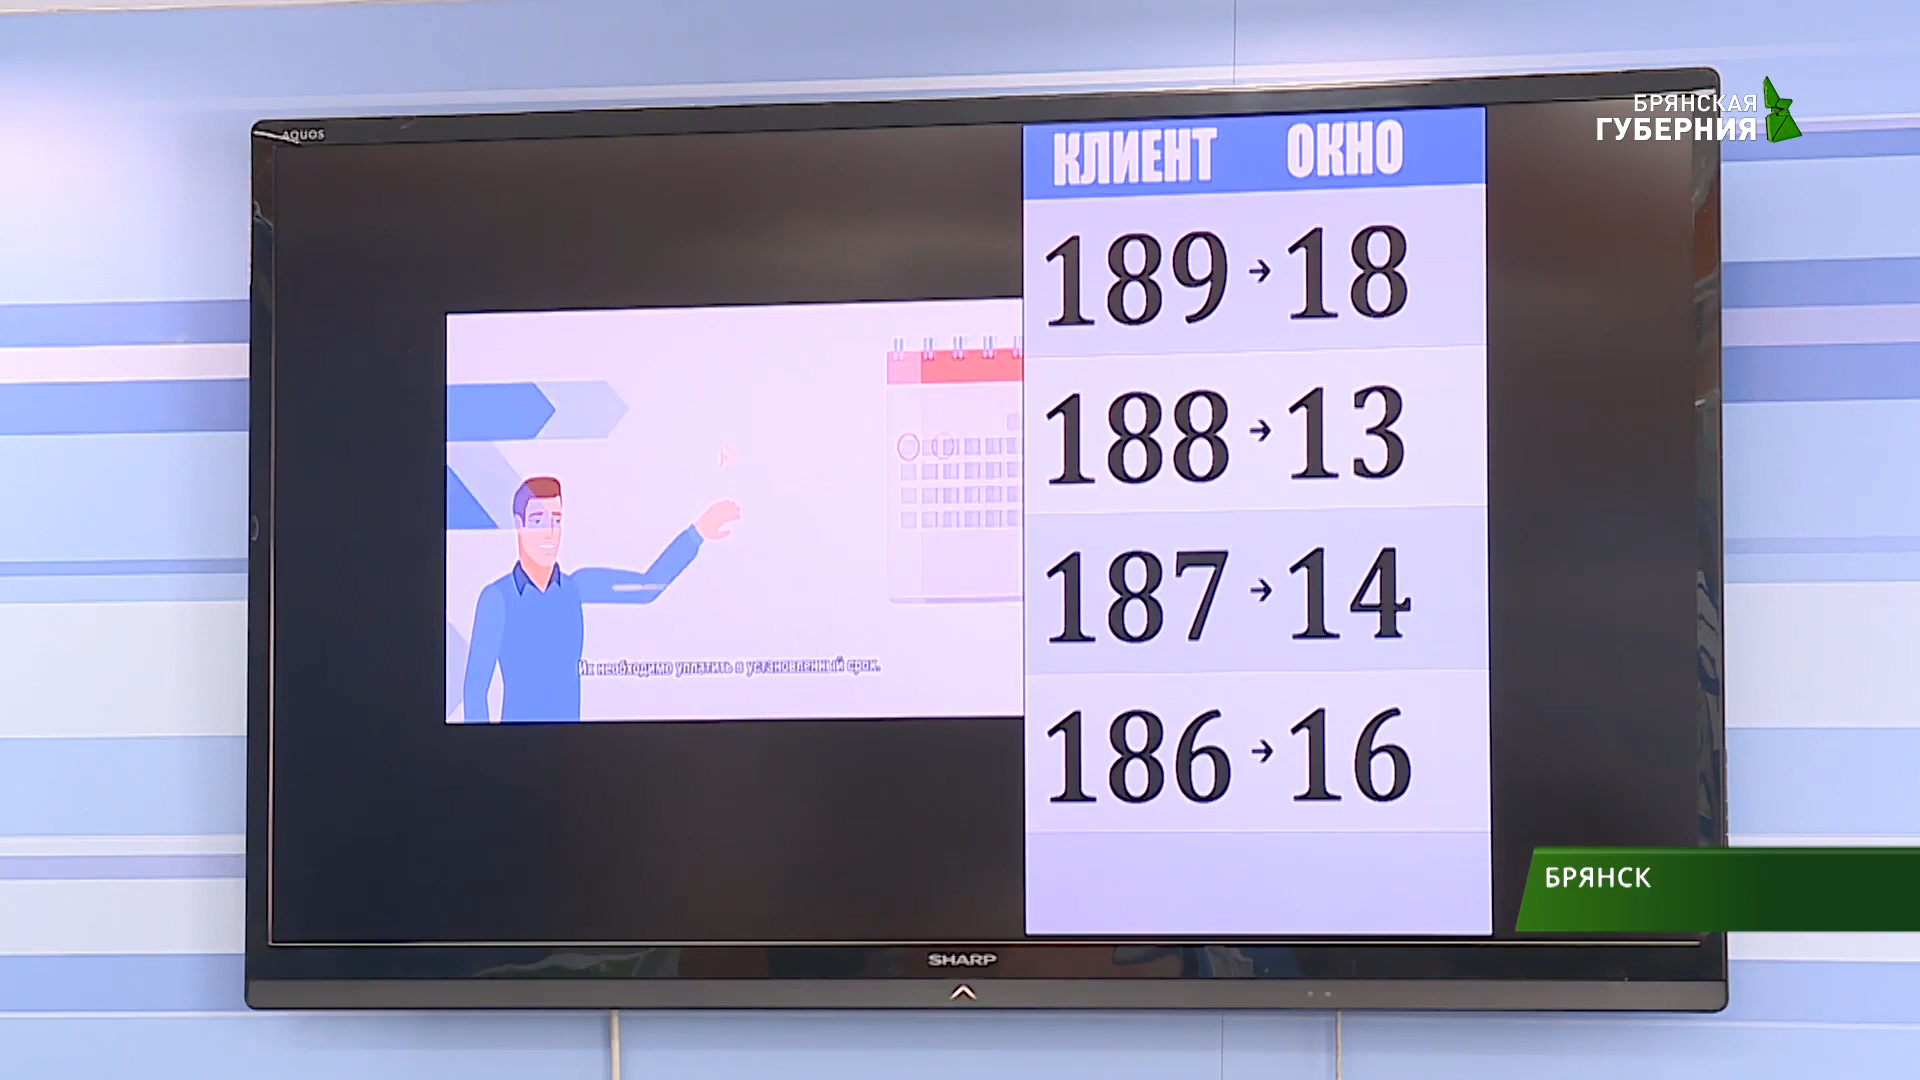 БРЯНСКАЯ
ГУБЕРНИЯ
AQUOS
КЛИЕНТ ОКНО
189 → 18
188 → 13
187 → 14
186 → 16
Их необходимо уплатить в установленный срок.
БРЯНСК
SHARP